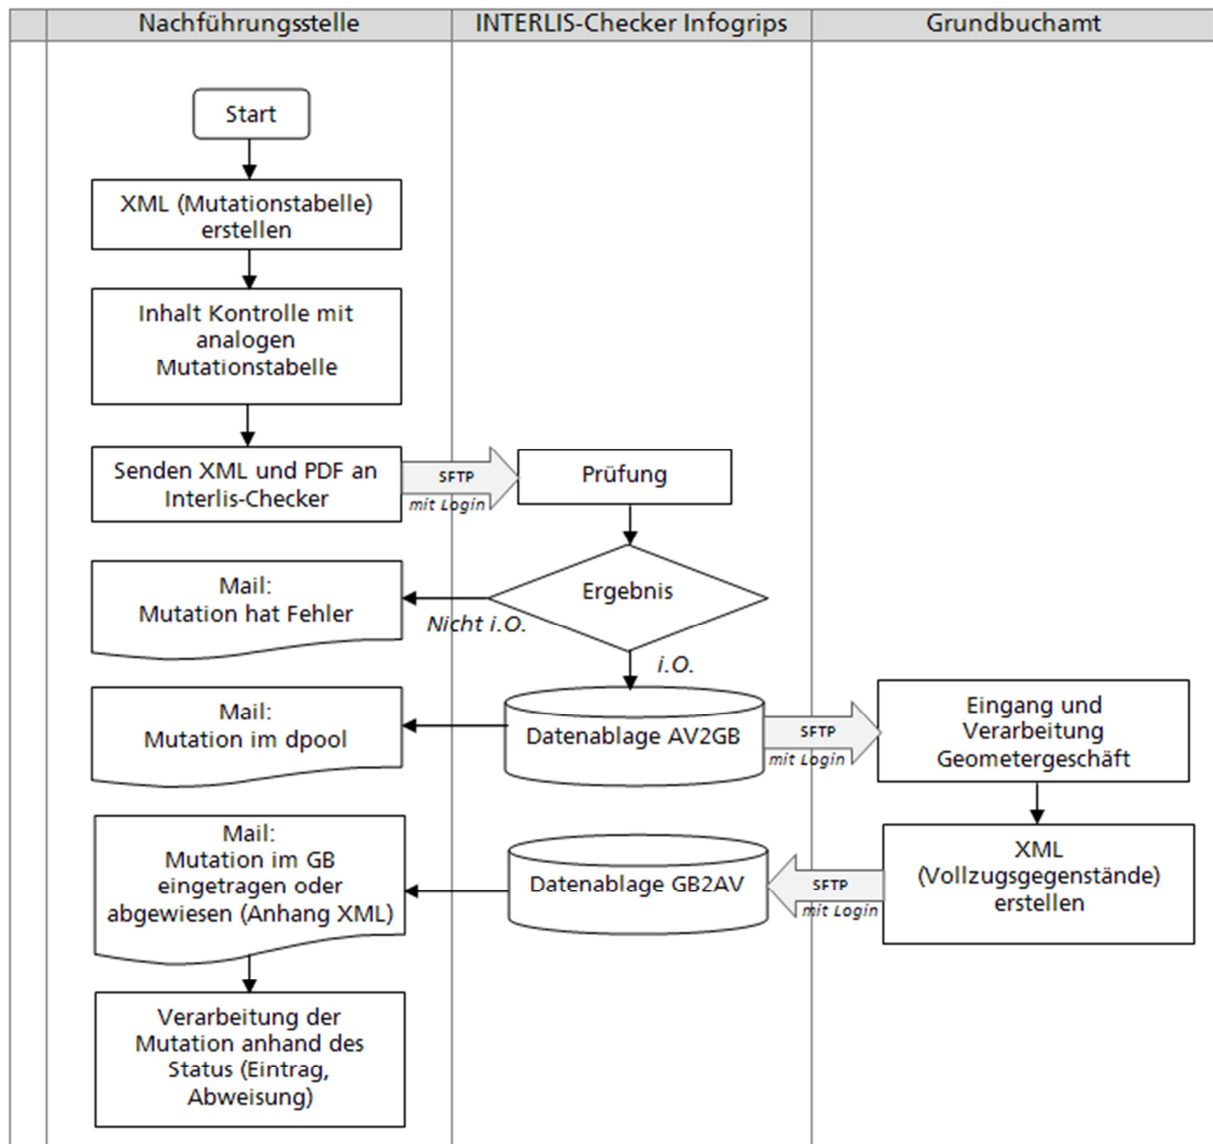 Nachführungsstelle
INTERLIS-Checker Infogrips
Grundbuchamt
Start
XML (Mutationstabelle)
erstellen
Inhalt Kontrolle mit
analogen
Mutationstabelle
Senden XML und PDF an
Interlis-Checker
SFTP
mit Login
Prüfung
Ergebnis
Nicht i.O.
Mail:
Mutation hat Fehler
i.O.
Mail:
Mutation im dpool
Datenablage AV2GB
SFTP
mit Login
Eingang und
Verarbeitung
Geometergeschäft
XML
(Vollzugsgegenstände)
erstellen
SFTP
mit Login
Datenablage GB2AV
Mail:
Mutation im GB
eingetragen oder
abgewiesen (Anhang XML)
Verarbeitung der
Mutation anhand des
Status (Eintrag,
Abweisung)